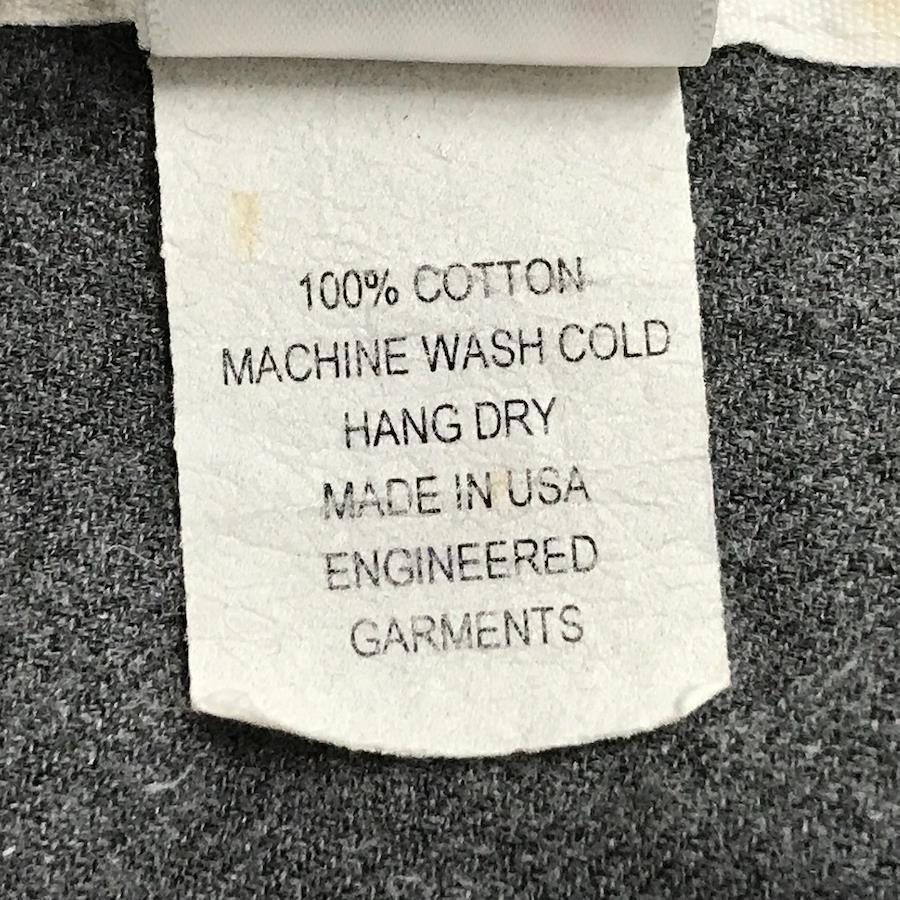 100% COTTON
MACHINE WASH COLD
HANG DRY
MADE IN USA
ENGINEERED
GARMENTS